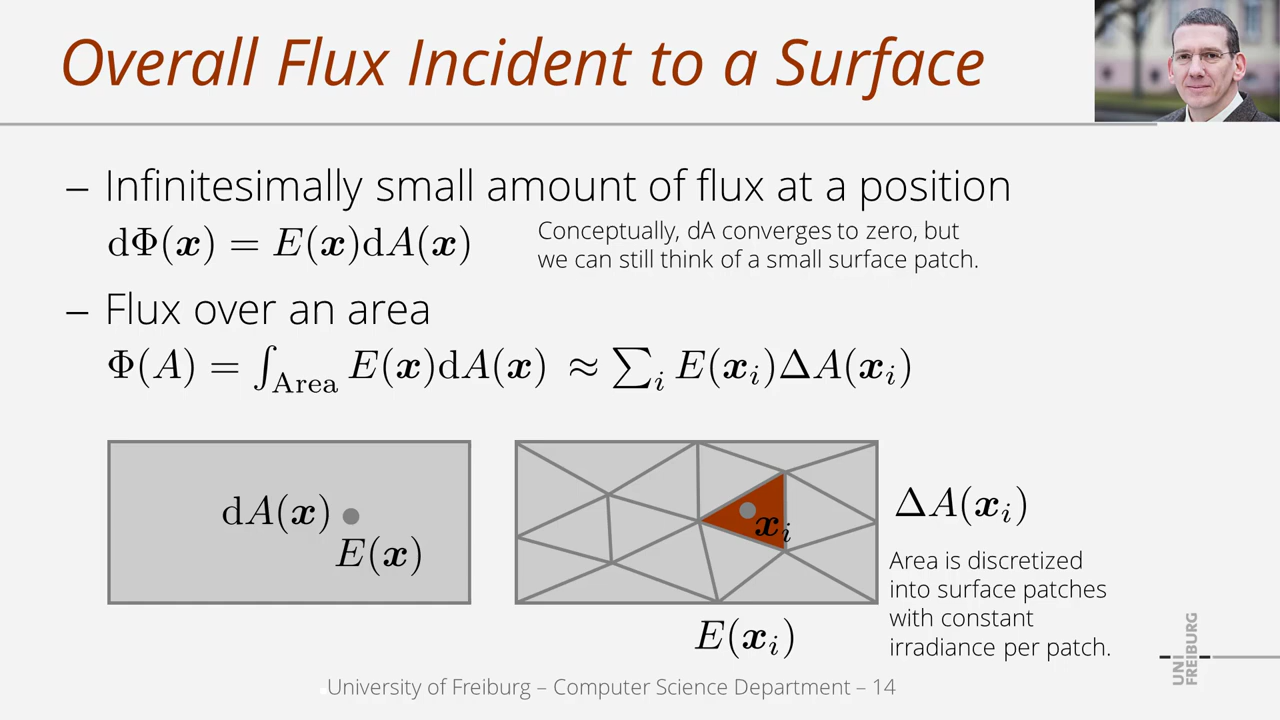 Overall Flux Incident to a Surface
– Infinitesimally small amount of flux at a position
dΦ(x) = E(x)dA(x)
Conceptually, dA converges to zero, but
we can still think of a small surface patch.
– Flux over an area
Φ(A) = ∫Area E(x)dA(x) ≈ ∑i E(xi)ΔA(xi)
dA(x)
E(x)
xi
ΔA(xi)
E(xi)
Area is discretized
into surface patches
with constant
irradiance per patch.
UNI
FREIBURG
University of Freiburg – Computer Science Department – 14